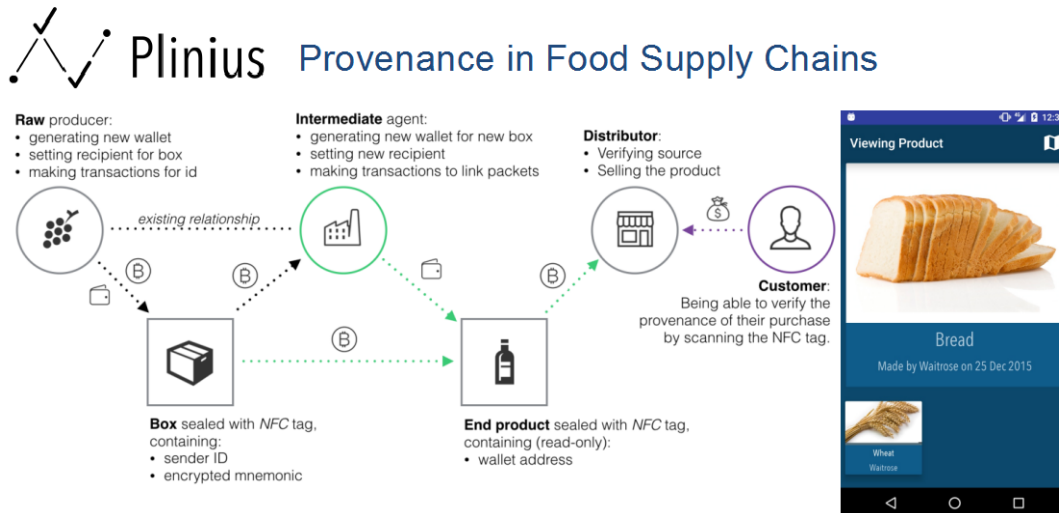 Plinius
Provenance in Food Supply Chains
Raw producer:
• generating new wallet
• setting recipient for box
• making transactions for id
Intermediate agent:
• generating new wallet for new box
• setting new recipient
• making transactions to link packets
Distributor:
• Verifying source
• Selling the product
existing relationship
Customer:
Being able to verify the
provenance of their purchase
by scanning the NFC tag.
Box sealed with NFC tag,
containing:
• sender ID
• encrypted mnemonic
End product sealed with NFC tag,
containing (read-only):
• wallet address
Viewing Product
Bread
Made by Waitrose on 25 Dec 2015
Wheat
Waitrose